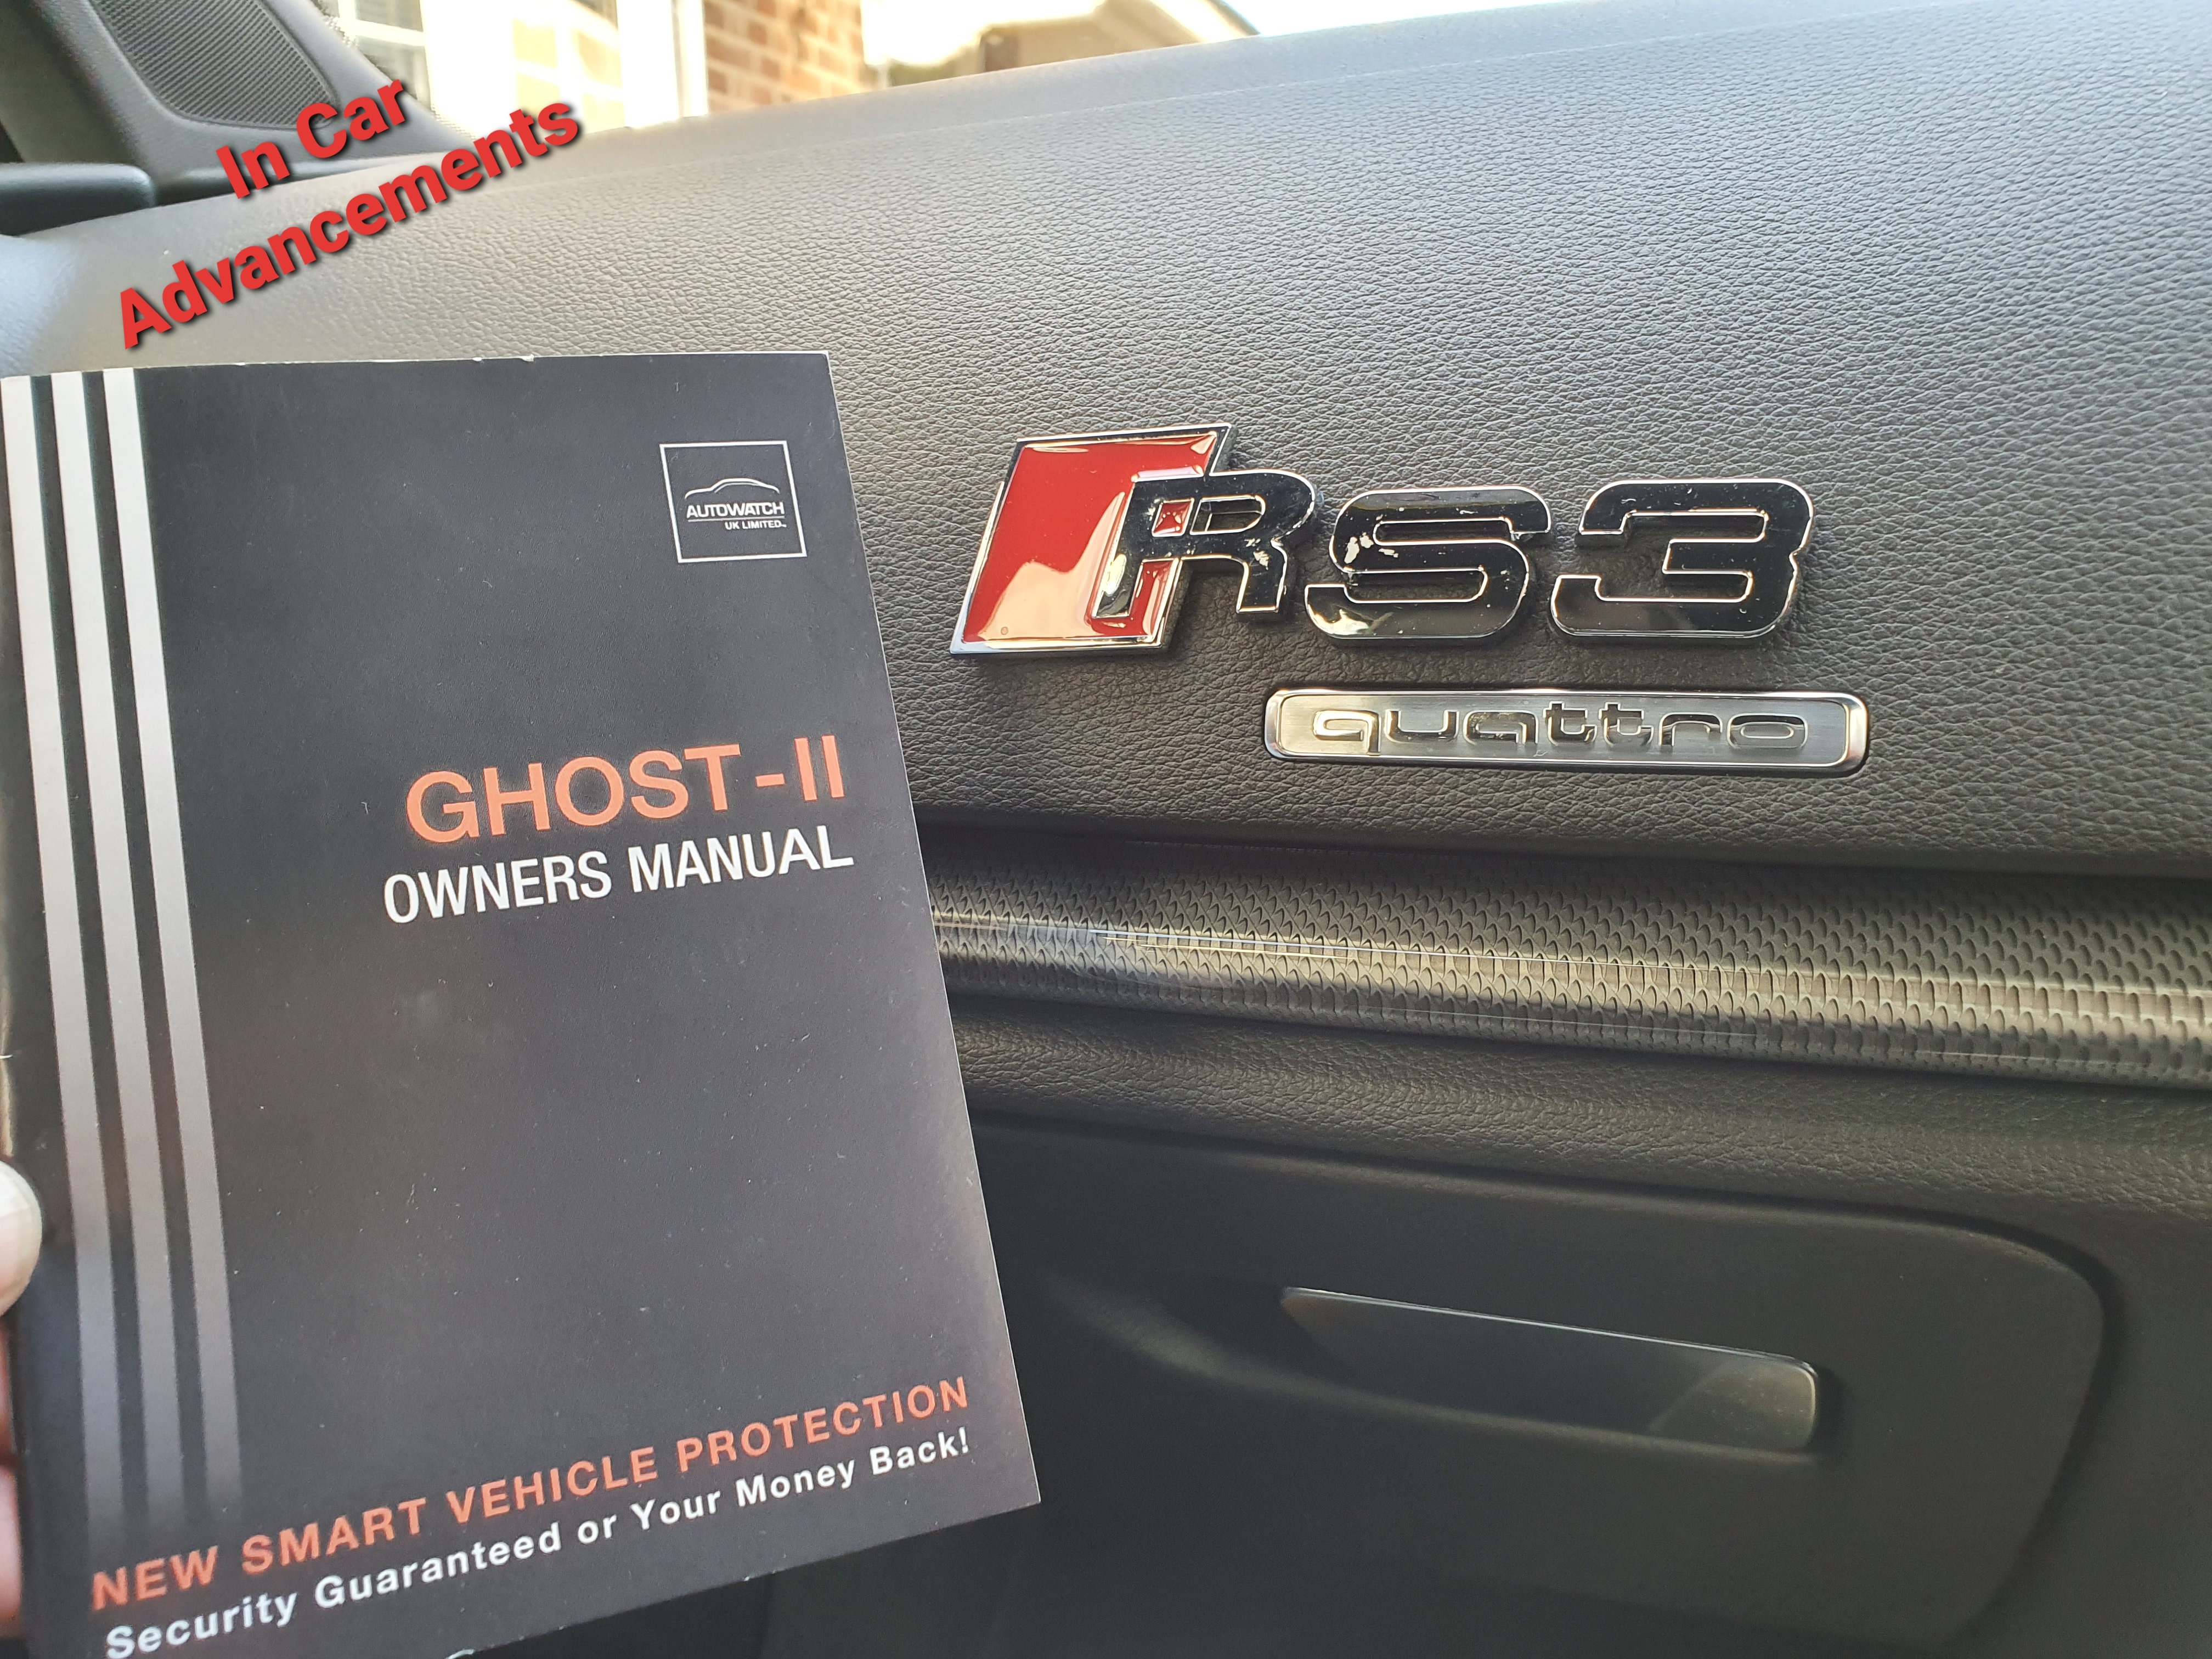 In Car
Advancements
AUTOWATCH
UK LIMITED
GHOST-II
OWNERS MANUAL
NEW SMART VEHICLE PROTECTION
Security Guaranteed or Your Money Back!
RS3
quattro